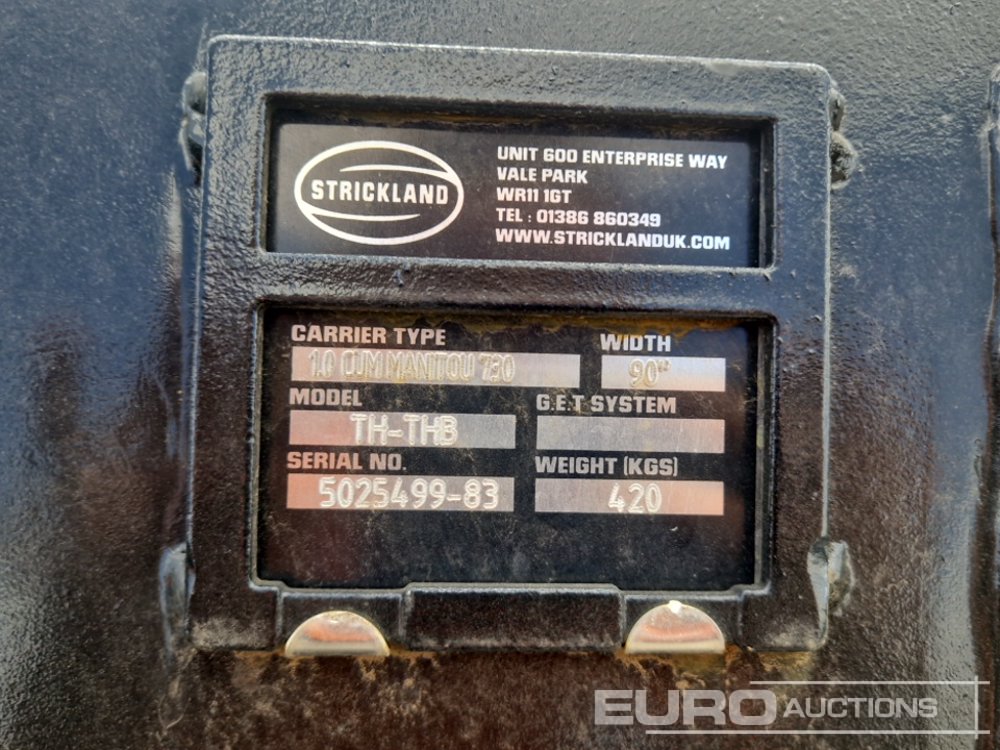 STRICKLAND
UNIT 600 ENTERPRISE WAY
VALE PARK
WR11 1GT
TEL : 01386 860349
WWW.STRICKLANDUK.COM
CARRIER TYPE
1.0 CUM MANITOU 730
WIDTH
90"
MODEL
TH-THB
G.E.T SYSTEM
SERIAL NO.
5025499-83
WEIGHT (KGS)
420
EURO AUCTIONS